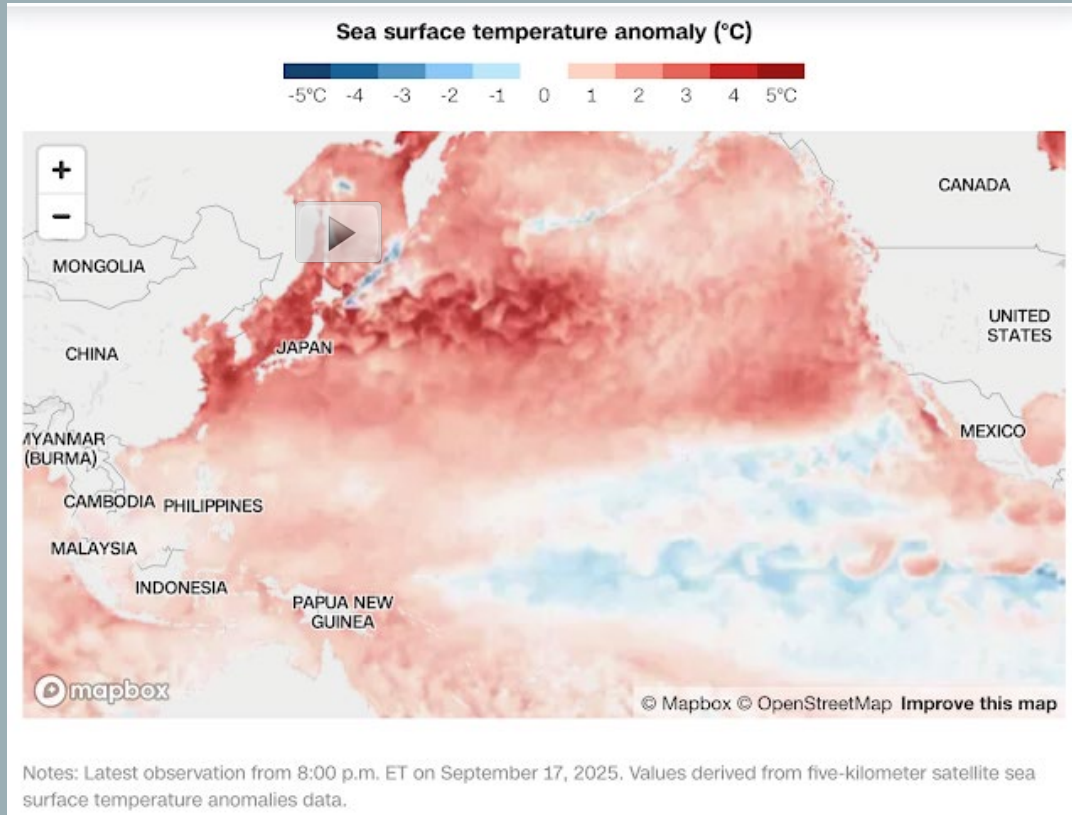 Sea surface temperature anomaly (°C)
-5°C -4 -3 -2 -1 0 1 2 3 4 5°C
+
−
CANADA
MONGOLIA
UNITED
STATES
CHINA
JAPAN
MEXICO
MYANMAR
(BURMA)
CAMBODIA
PHILIPPINES
MALAYSIA
INDONESIA
PAPUA NEW
GUINEA
mapbox
© Mapbox © OpenStreetMap Improve this map
Notes: Latest observation from 8:00 p.m. ET on September 17, 2025. Values derived from five-kilometer satellite sea
surface temperature anomalies data.